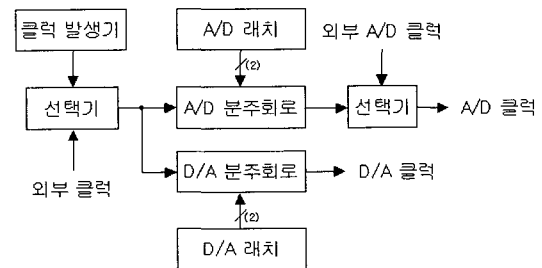 클럭 발생기
A/D 래치
외부 A/D 클럭
(2)
선택기
A/D 분주회로
선택기
A/D 클럭
D/A 분주회로
D/A 클럭
외부 클럭
(2)
D/A 래치